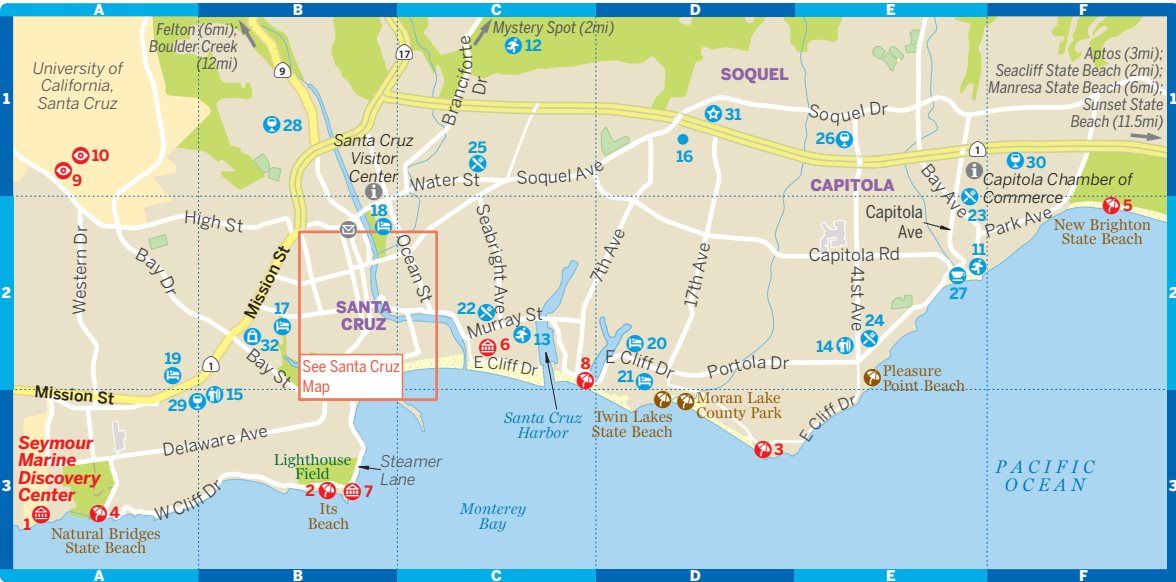 A
B
C
D
E
F
Felton (6mi);
Boulder Creek
(12mi)
Mystery Spot (2mi)
12
17
9
University of
California,
Santa Cruz
Branciforte
Dr
SOQUEL
Aptos (3mi);
Seacliff State Beach (2mi);
Manresa State Beach (6mi);
Sunset State
Beach (11.5mi)
1
1
28
31
Soquel Dr
26
16
Santa Cruz
Visitor
Center
25
1
30
10
9
Water St
Soquel Ave
CAPITOLA
Bay Ave
Capitola Chamber of
Commerce
23
18
High St
Capitola
Ave
Park Ave
5
New Brighton
State Beach
Western Dr
Bay Dr
Mission St
Ocean St
Seabright Ave
7th Ave
17th Ave
Capitola Rd
41st Ave
11
27
2
2
17
SANTA
CRUZ
22
Murray St
13
6
20
24
14
32
Bay St
19
1
See Santa Cruz
Map
E Cliff Dr
8
E Cliff Dr
21
Portola Dr
Pleasure
Point Beach
Mission St
29
15
Santa Cruz
Harbor
Twin Lakes
State Beach
Moran Lake
County Park
E Cliff Dr
3
Delaware Ave
Seymour
Marine
Discovery
Center
Lighthouse
Field
Steamer
Lane
PACIFIC
OCEAN
3
3
2
7
Its
Beach
W Cliff Dr
Monterey
Bay
1
4
Natural Bridges
State Beach
A
B
C
D
E
F